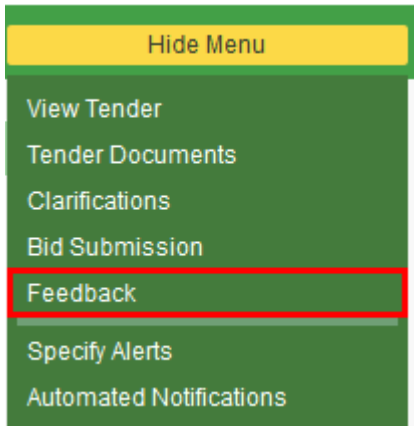 Hide Menu
View Tender
Tender Documents
Clarifications
Bid Submission
Feedback
Specify Alerts
Automated Notifications